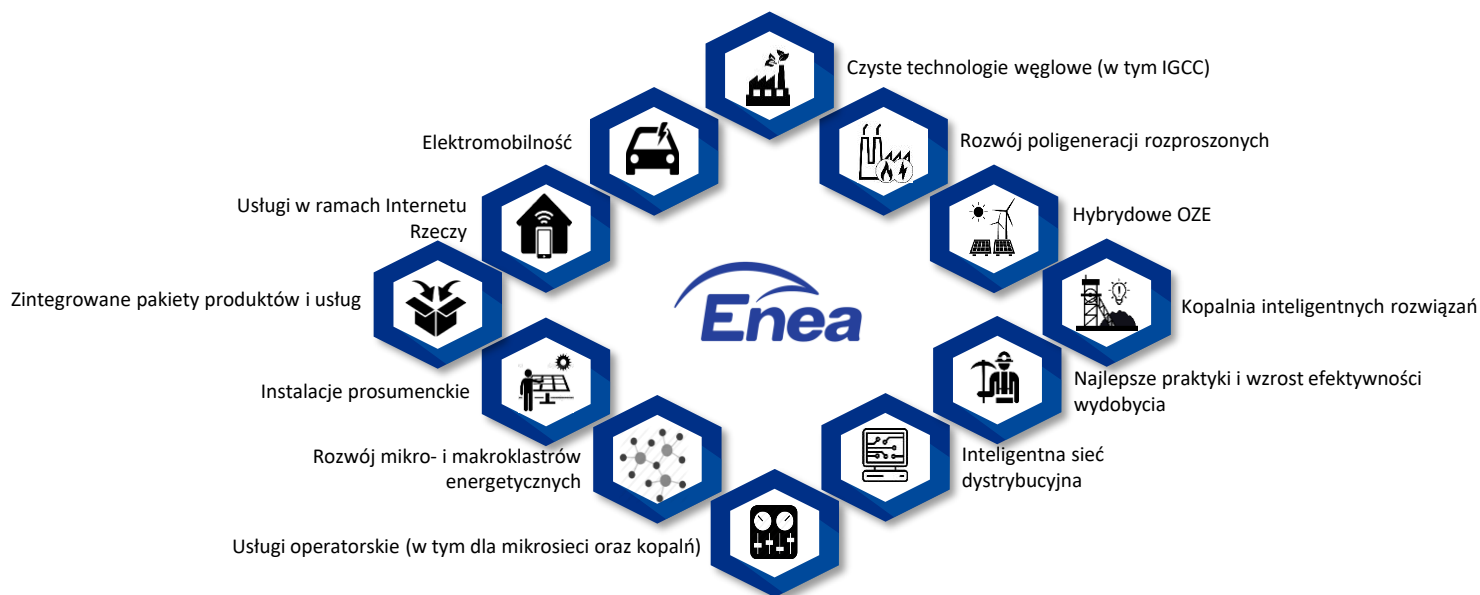 Czyste technologie węglowe (w tym IGCC)
Elektromobilność
Rozwój poligeneracji rozproszonych
Usługi w ramach Internetu
Rzeczy
Hybrydowe OZE
Zintegrowane pakiety produktów i usług
Enea
Kopalnia inteligentnych rozwiązań
Instalacje prosumenckie
Najlepsze praktyki i wzrost efektywności
wydobycia
Rozwój mikro- i makroklastrów
energetycznych
Inteligentna sieć
dystrybucyjna
Usługi operatorskie (w tym dla mikrosieci oraz kopalń)